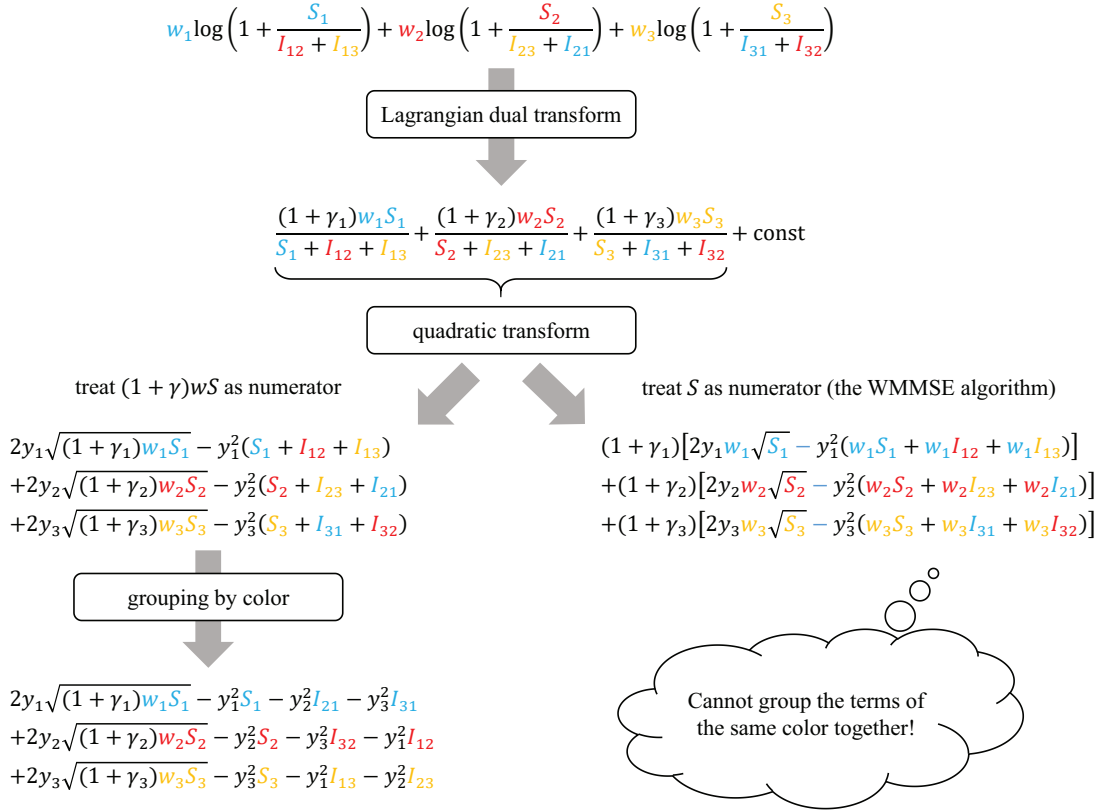 w₁log(1 + S₁/(I₁₂ + I₁₃)) + w₂log(1 + S₂/(I₂₃ + I₂₁)) + w₃log(1 + S₃/(I₃₁ + I₃₂))
Lagrangian dual transform
(1 + γ₁)w₁S₁/(S₁ + I₁₂ + I₁₃) + (1 + γ₂)w₂S₂/(S₂ + I₂₃ + I₂₁) + (1 + γ₃)w₃S₃/(S₃ + I₃₁ + I₃₂) + const
quadratic transform
treat (1 + γ)wS as numerator
2y₁√((1 + γ₁)w₁S₁) − y₁²(S₁ + I₁₂ + I₁₃)
+2y₂√((1 + γ₂)w₂S₂) − y₂²(S₂ + I₂₃ + I₂₁)
+2y₃√((1 + γ₃)w₃S₃) − y₃²(S₃ + I₃₁ + I₃₂)
grouping by color
2y₁√((1 + γ₁)w₁S₁) − y₁²S₁ − y₂²I₂₁ − y₃²I₃₁
+2y₂√((1 + γ₂)w₂S₂) − y₂²S₂ − y₃²I₃₂ − y₁²I₁₂
+2y₃√((1 + γ₃)w₃S₃) − y₃²S₃ − y₁²I₁₃ − y₂²I₂₃
treat S as numerator (the WMMSE algorithm)
(1 + γ₁)[2y₁w₁√S₁ − y₁²(w₁S₁ + w₁I₁₂ + w₁I₁₃)]
+(1 + γ₂)[2y₂w₂√S₂ − y₂²(w₂S₂ + w₂I₂₃ + w₂I₂₁)]
+(1 + γ₃)[2y₃w₃√S₃ − y₃²(w₃S₃ + w₃I₃₁ + w₃I₃₂)]
Cannot group the terms of
the same color together!